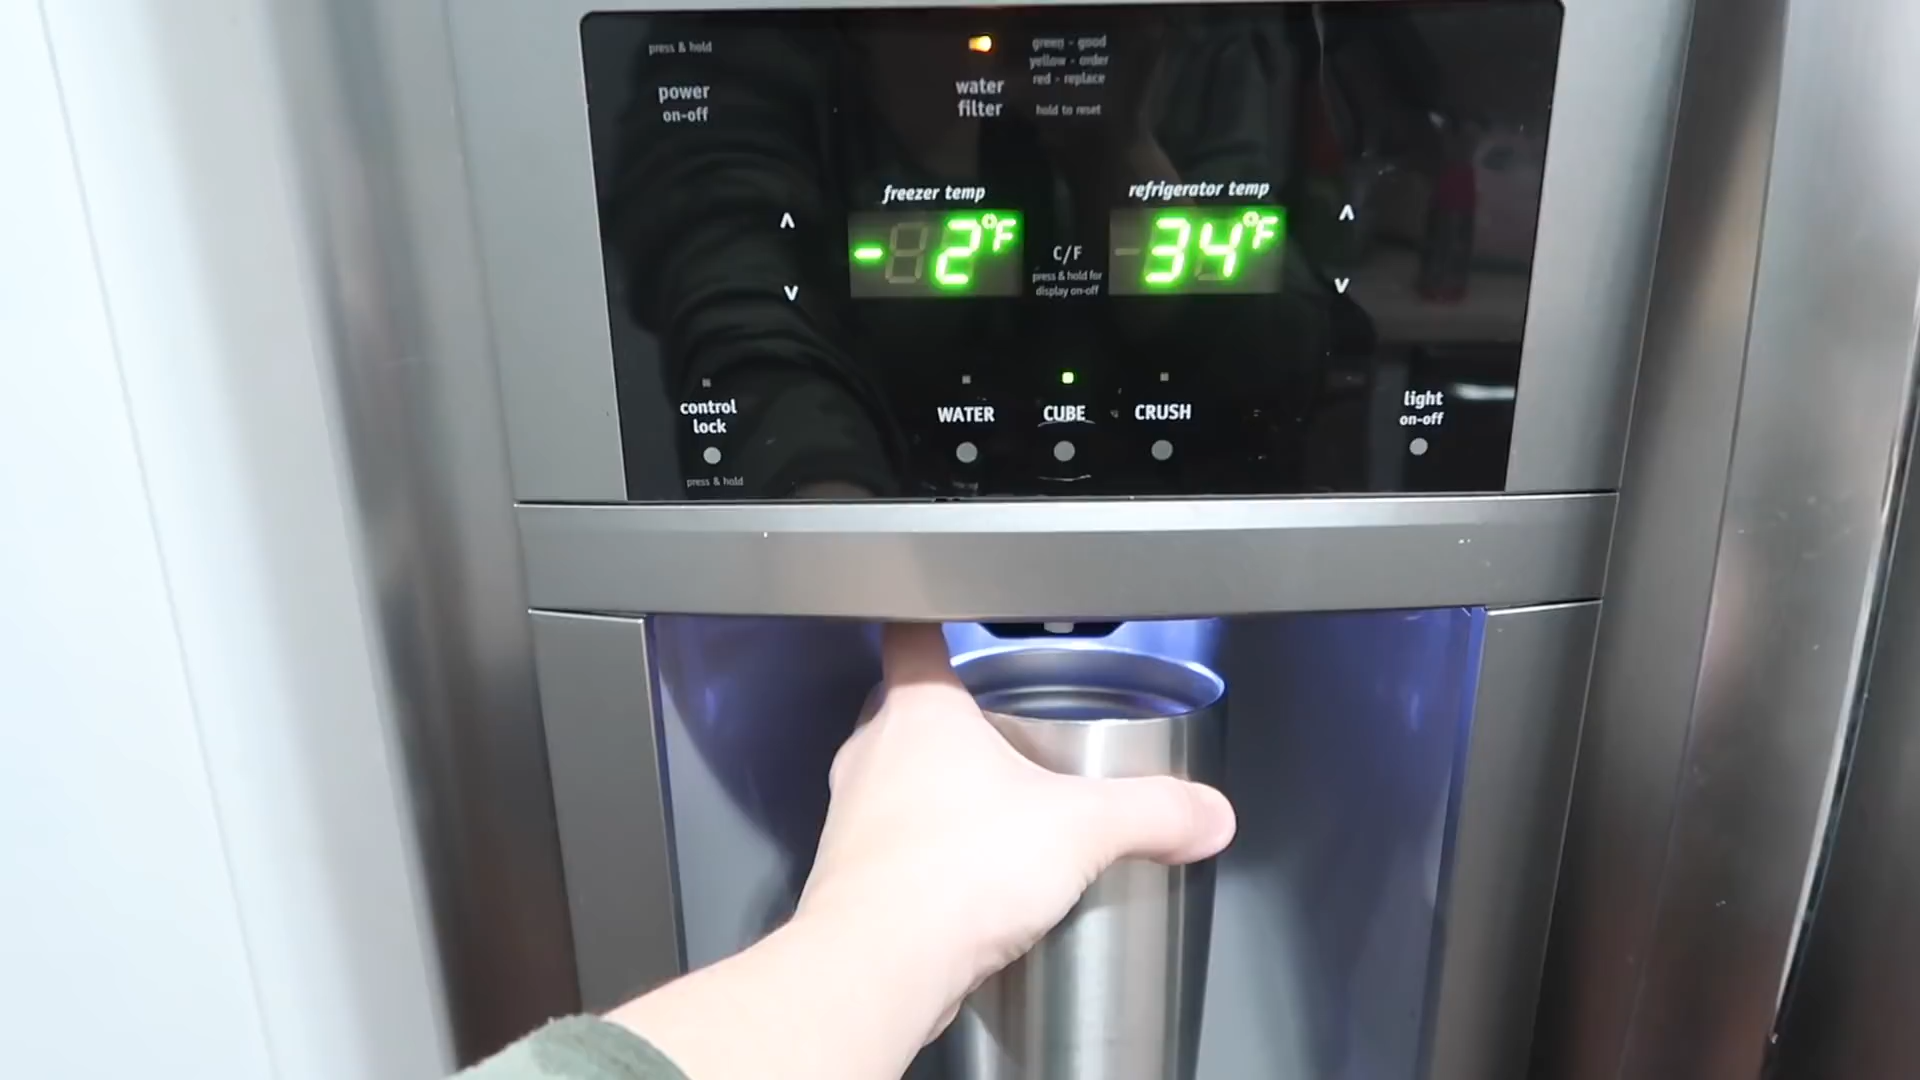 press & hold
power
on-off
water
filter
green - good
yellow - order
red - replace
hold to reset
freezer temp
- 2°F
C/F
press & hold for
display on-off
refrigerator temp
34°F
control
lock
press & hold
WATER
CUBE
CRUSH
light
on-off